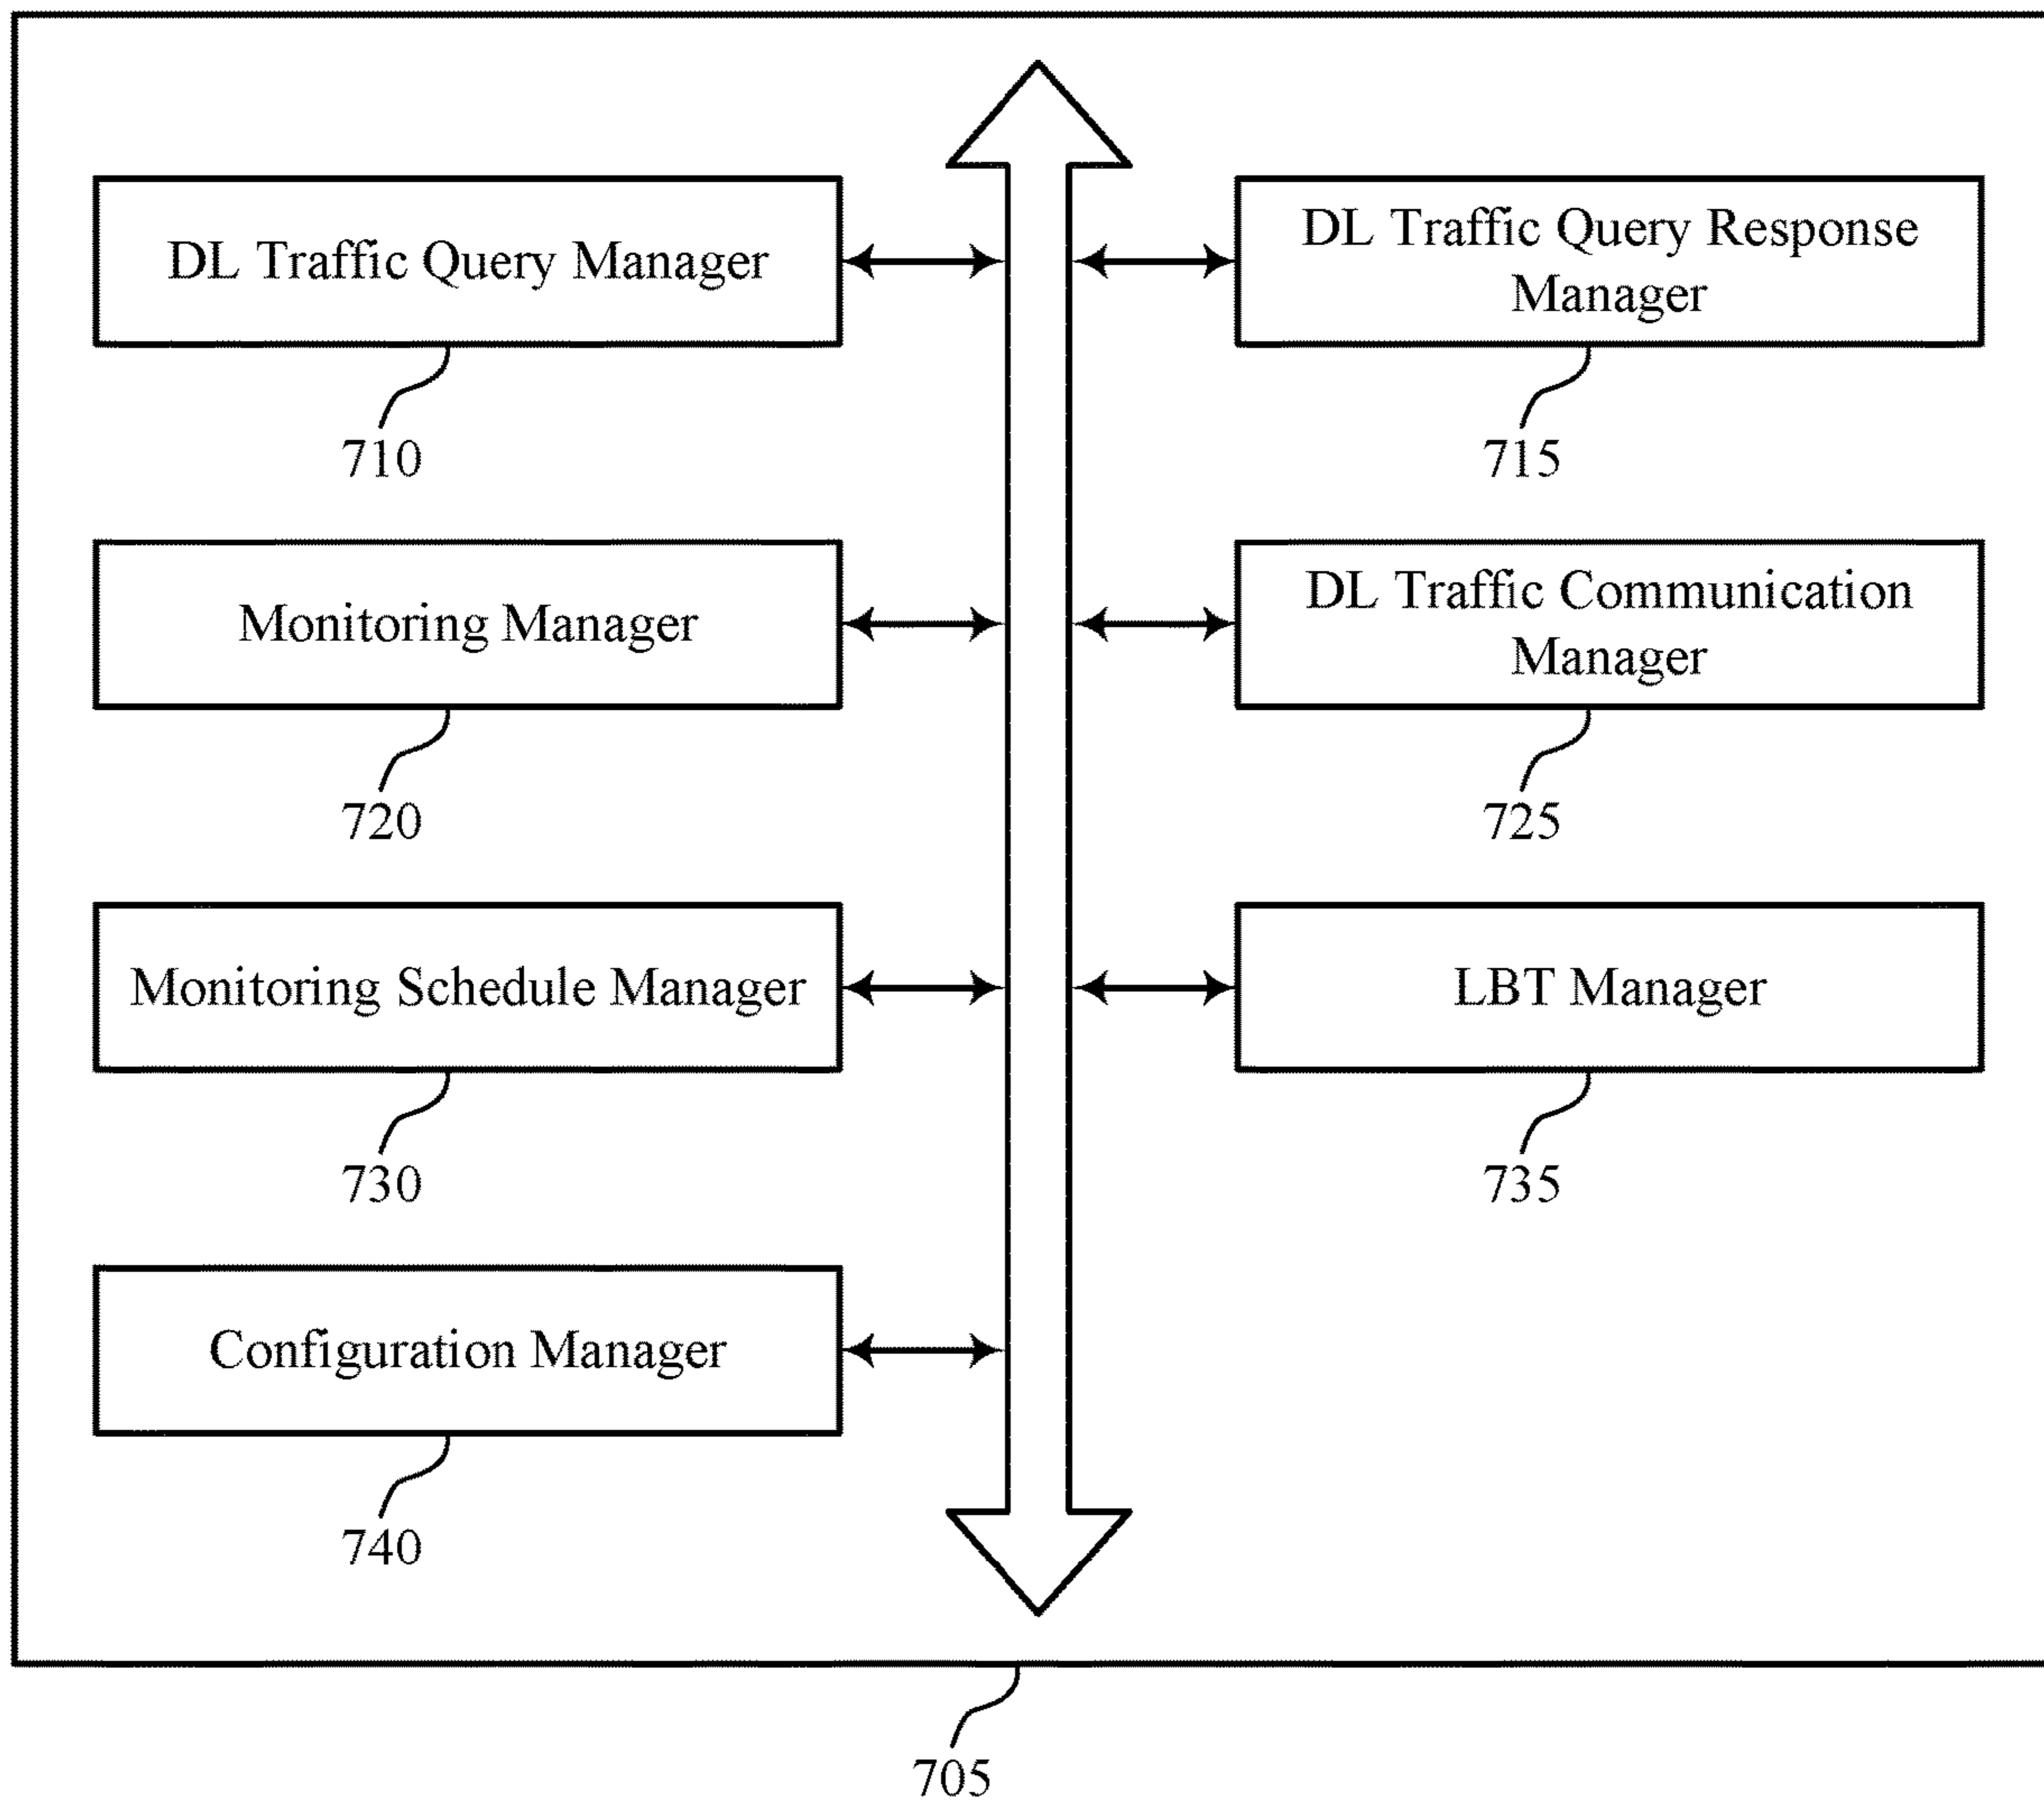 DL Traffic Query Manager
710
DL Traffic Query Response
Manager
715
Monitoring Manager
720
DL Traffic Communication
Manager
725
Monitoring Schedule Manager
730
LBT Manager
735
Configuration Manager
740
705